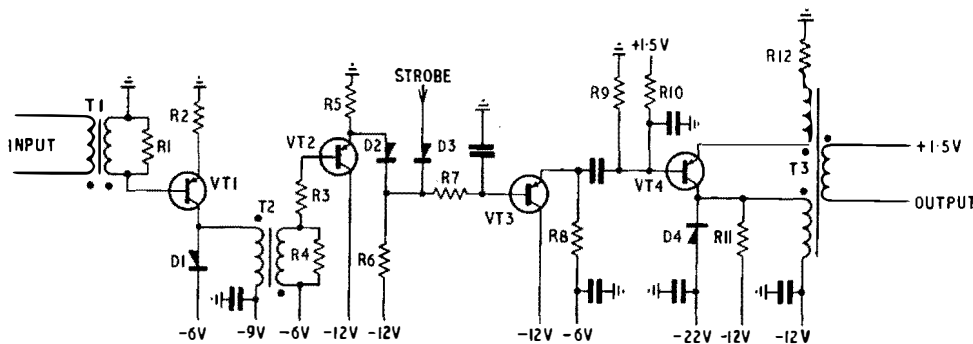 +1·5V
R12
STROBE
T1
R2
R5
R9
R10
INPUT
R1
VT2
D2
D3
T3
+1·5V
VT1
R3
R7
VT4
T2
VT3
OUTPUT
D1
R4
R6
R8
D4
R11
-6V
-9V
-6V
-12V
-12V
-12V
-6V
-22V
-12V
-12V